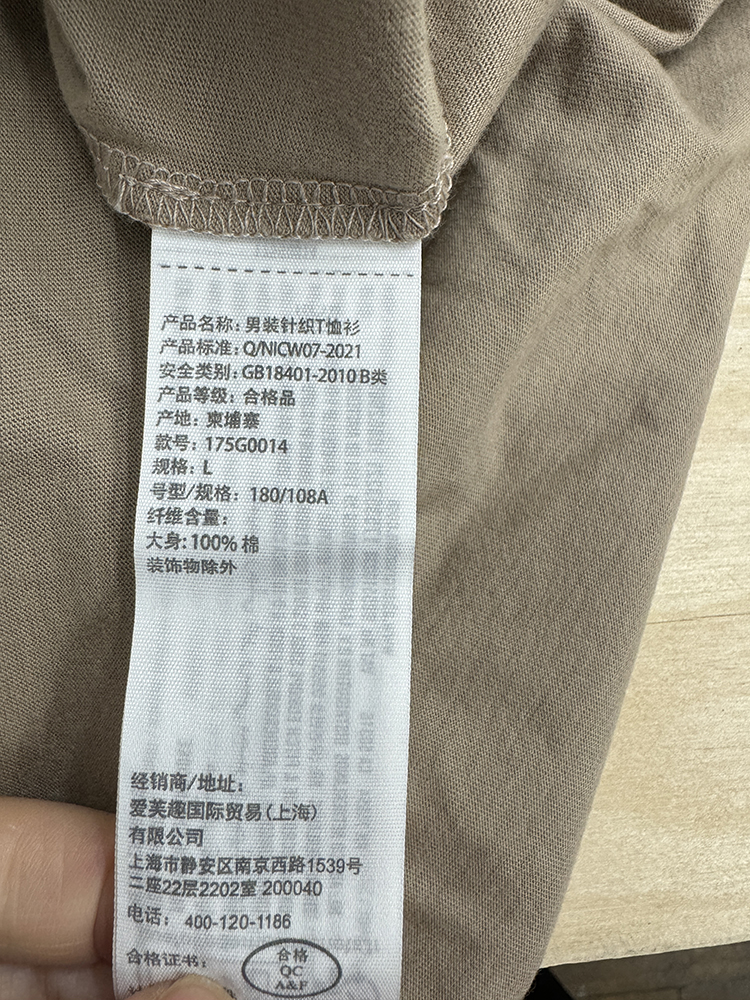 产品名称：男装针织T恤衫
产品标准：Q/NICW07-2021
安全类别：GB18401-2010 B类
产品等级：合格品
产地：柬埔寨
款号：175G0014
规格：L
号型/规格：180/108A
纤维含量：
大身：100% 棉
装饰物除外
经销商/地址：
爱芙趣国际贸易（上海）
有限公司
上海市静安区南京西路1539号
二座22层2202室 200040
电话：400-120-1186
合格证书：
合格
QC
A&F